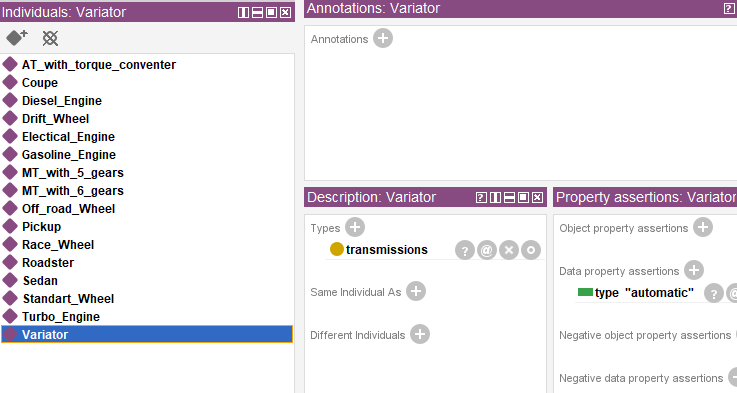 Individuals: Variator
AT_with_torque_conventer
Coupe
Diesel_Engine
Drift_Wheel
Electical_Engine
Gasoline_Engine
MT_with_5_gears
MT_with_6_gears
Off_road_Wheel
Pickup
Race_Wheel
Roadster
Sedan
Standart_Wheel
Turbo_Engine
Variator
Annotations: Variator
Annotations
Description: Variator
Types
transmissions
Same Individual As
Different Individuals
Property assertions: Variator
Object property assertions
Data property assertions
type "automatic"
Negative object property assertions
Negative data property assertions